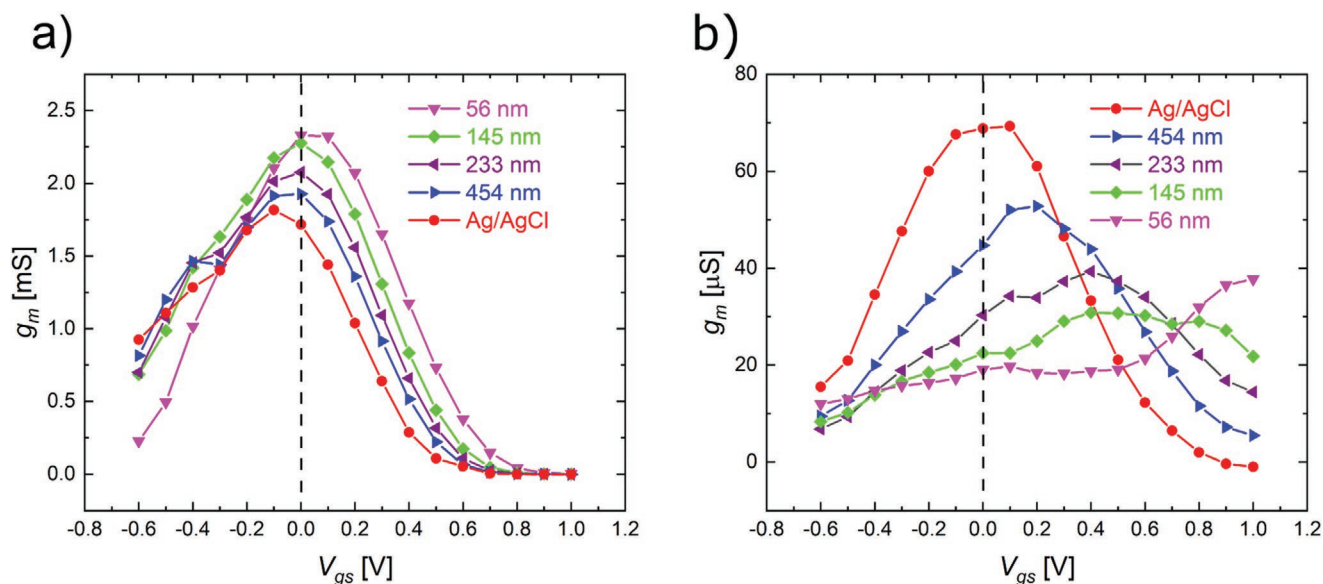 a)
g_m [mS]
2.5
2.0
1.5
1.0
0.5
0.0
56 nm
145 nm
233 nm
454 nm
Ag/AgCl
-0.8 -0.6 -0.4 -0.2 0.0 0.2 0.4 0.6 0.8 1.0 1.2
V_gs [V]
b)
g_m [µS]
80
60
40
20
0
Ag/AgCl
454 nm
233 nm
145 nm
56 nm
-0.8 -0.6 -0.4 -0.2 0.0 0.2 0.4 0.6 0.8 1.0 1.2
V_gs [V]